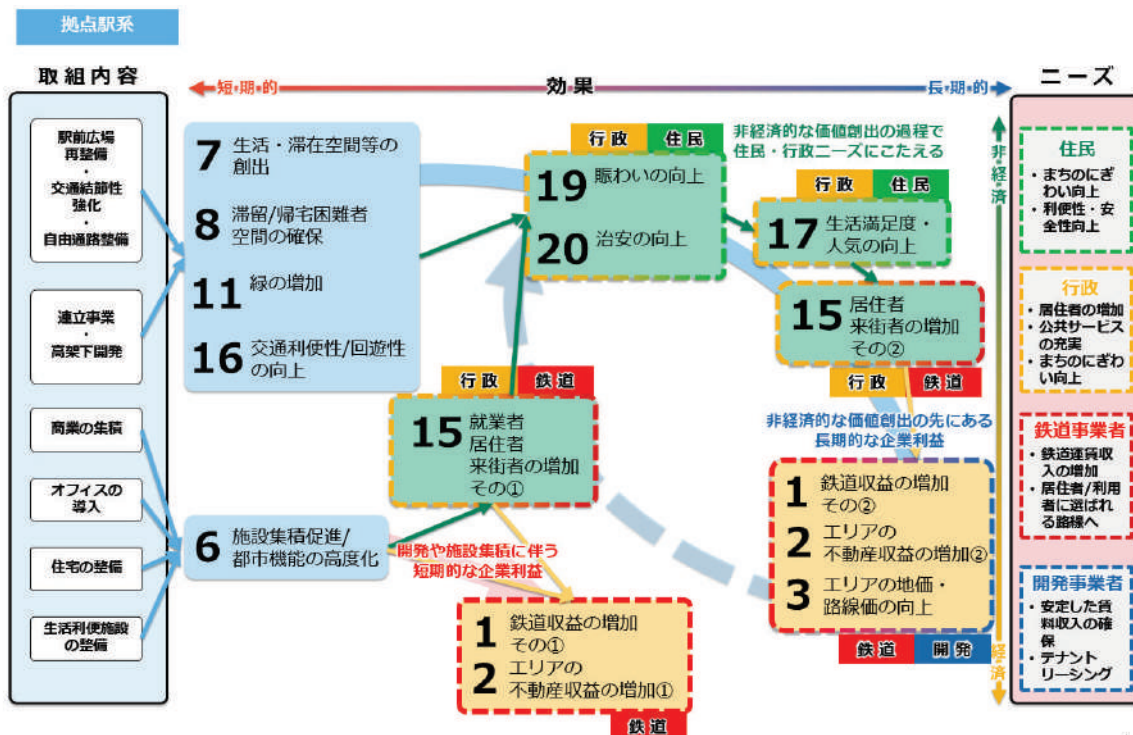 拠点駅系
取組内容
短・期・的
効果
長・期・的
ニーズ
駅前広場
再整備
・
交通結節性
強化
・
自由通路整備
連立事業
・
高架下開発
商業の集積
オフィスの
導入
住宅の整備
生活利便施設
の整備
7 生活・滞在空間等の
創出
8 滞留/帰宅困難者
空間の確保
11 緑の増加
16 交通利便性/回遊性
の向上
6 施設集積促進/
都市機能の高度化
行政 住民
19 賑わいの向上
20 治安の向上
非経済的な価値創出の過程で
住民・行政ニーズにこたえる
行政 住民
17 生活満足度・
人気の向上
15 居住者
来街者の増加
その②
行政 鉄道
行政 鉄道
15 就業者
居住者
来街者の増加
その①
開発や施設集積に伴う
短期的な企業利益
1 鉄道収益の増加
その①
2 エリアの
不動産収益の増加①
鉄道
非経済的な価値創出の先にある
長期的な企業利益
1 鉄道収益の増加
その②
2 エリアの
不動産収益の増加②
3 エリアの地価・
路線価の向上
鉄道 開発
非・経・済
経・済
住民
・まちのにぎ
わい向上
・利便性・安
全性向上
行政
・居住者の増加
・公共サービス
の充実
・まちのにぎわ
い向上
鉄道事業者
・鉄道運賃収
入の増加
・居住者/利用
者に選ばれ
る路線へ
開発事業者
・安定した賃
料収入の確
保
・テナント
リーシング